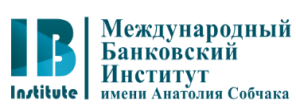 IB
Institute
Международный
Банковский
Институт
имени Анатолия Собчака